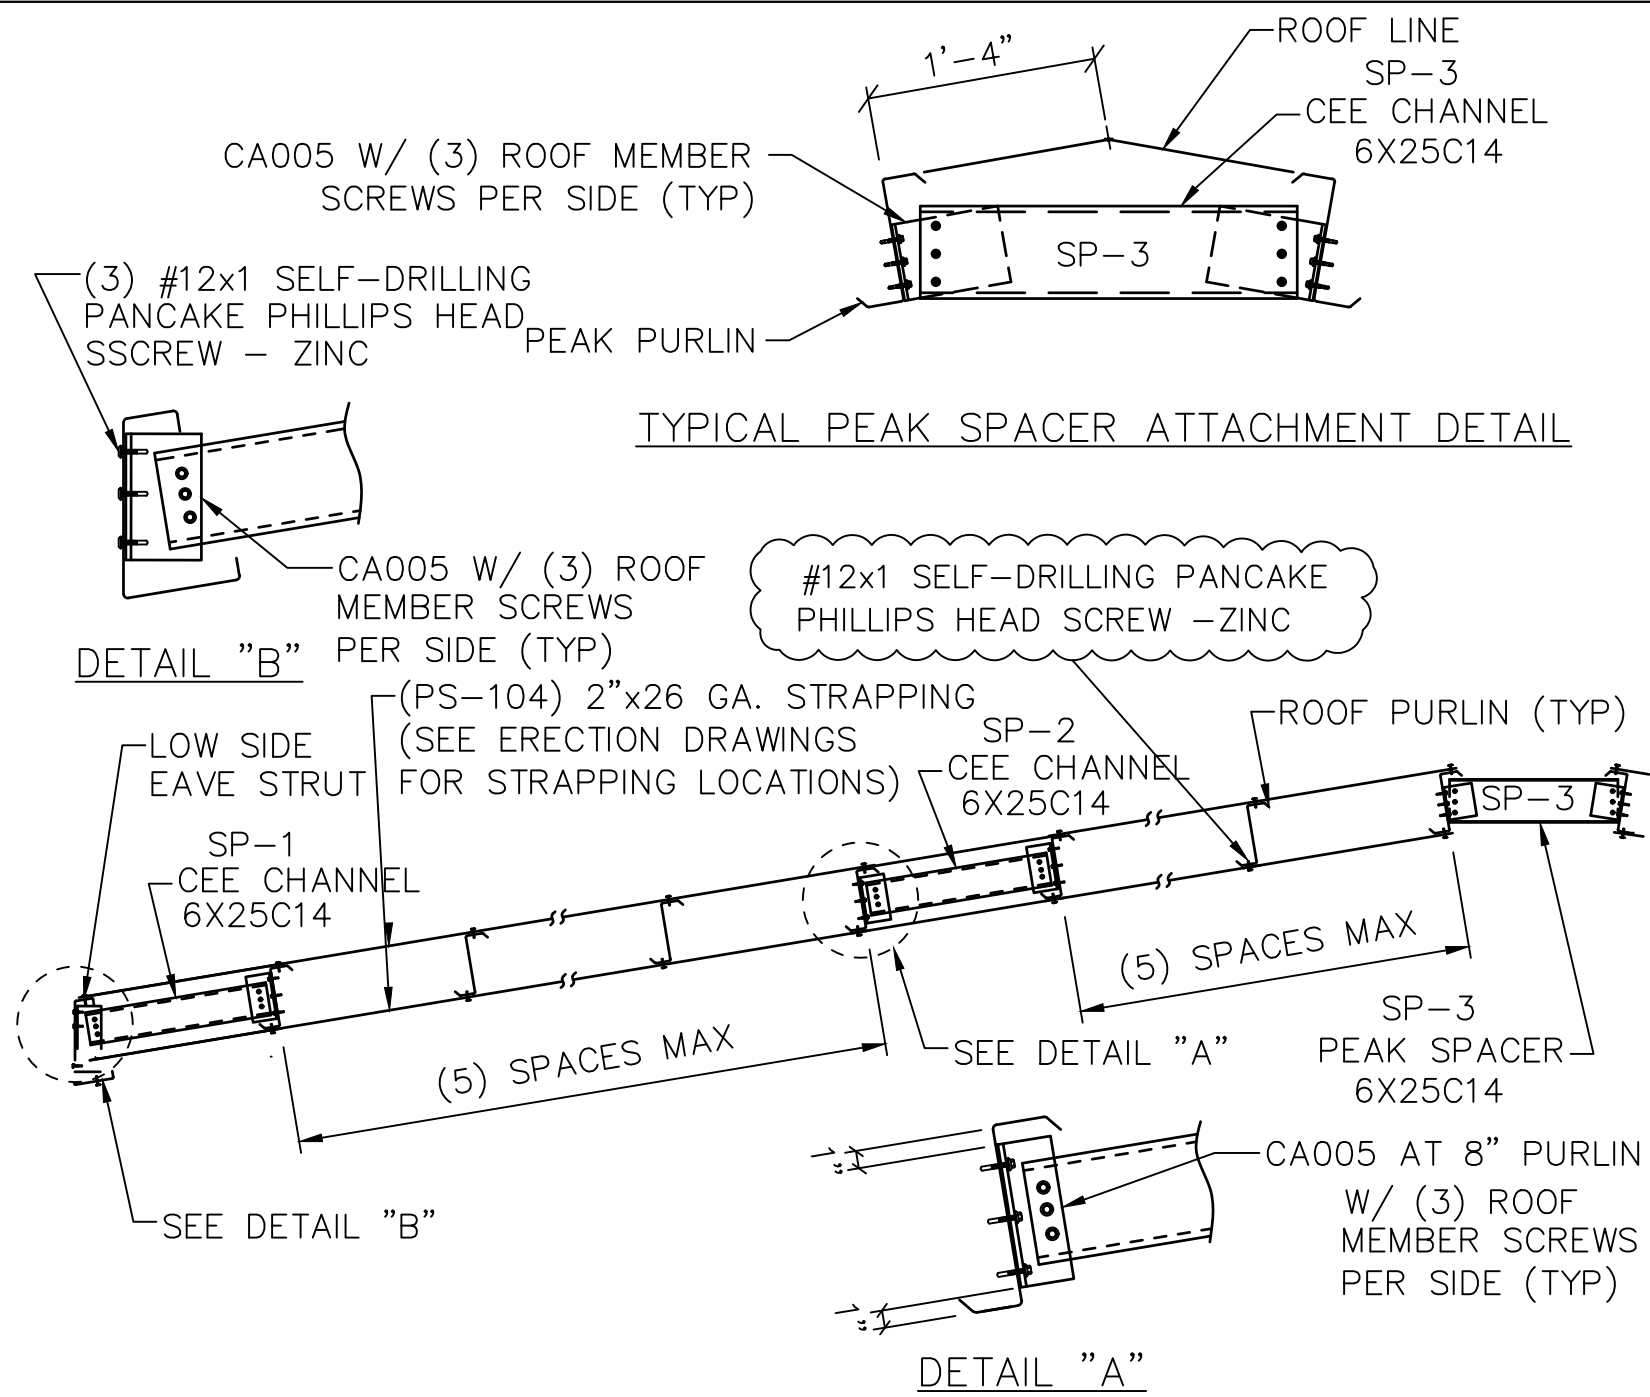 1'-4"
ROOF LINE
SP-3
CEE CHANNEL
6X25C14
CA005 W/ (3) ROOF MEMBER
SCREWS PER SIDE (TYP)
SP-3
(3) #12x1 SELF-DRILLING
PANCAKE PHILLIPS HEAD
SSCREW - ZINC
PEAK PURLIN
TYPICAL PEAK SPACER ATTACHMENT DETAIL
CA005 W/ (3) ROOF
MEMBER SCREWS
PER SIDE (TYP)
DETAIL "B"
#12x1 SELF-DRILLING PANCAKE
PHILLIPS HEAD SCREW -ZINC
(PS-104) 2"x26 GA. STRAPPING
(SEE ERECTION DRAWINGS
FOR STRAPPING LOCATIONS)
LOW SIDE
EAVE STRUT
SP-2
CEE CHANNEL
6X25C14
ROOF PURLIN (TYP)
SP-3
SP-1
CEE CHANNEL
6X25C14
(5) SPACES MAX
(5) SPACES MAX
SEE DETAIL "A"
SP-3
PEAK SPACER
6X25C14
SEE DETAIL "B"
1"
CA005 AT 8" PURLIN
W/ (3) ROOF
MEMBER SCREWS
PER SIDE (TYP)
1"
DETAIL "A"